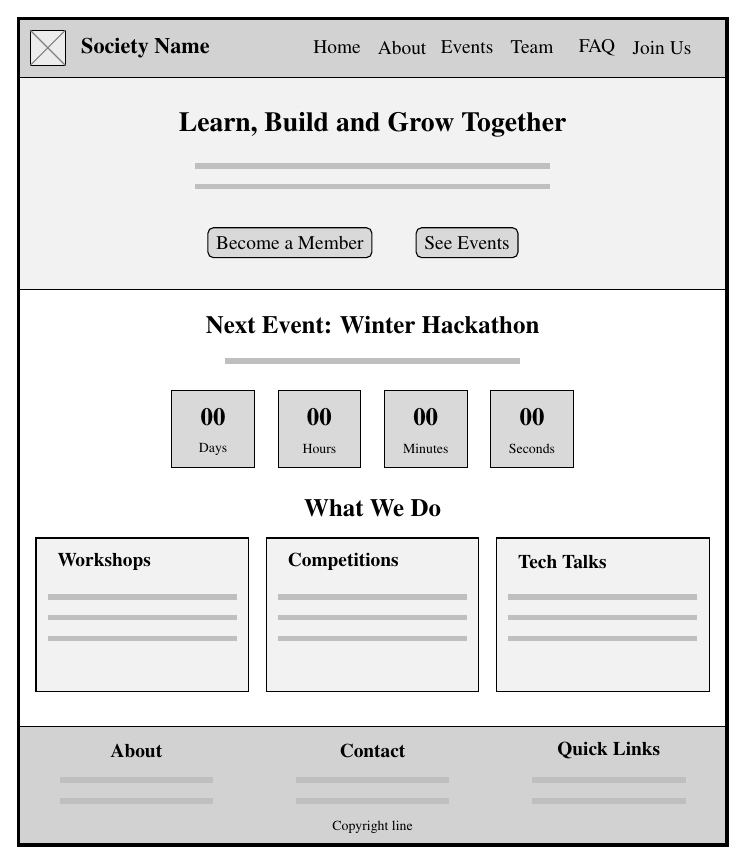 Society Name Home About Events Team FAQ Join Us
Learn, Build and Grow Together
Become a Member See Events
Next Event: Winter Hackathon
00 00 00 00
Days Hours Minutes Seconds
What We Do
Workshops Competitions Tech Talks
About Contact Quick Links
Copyright line